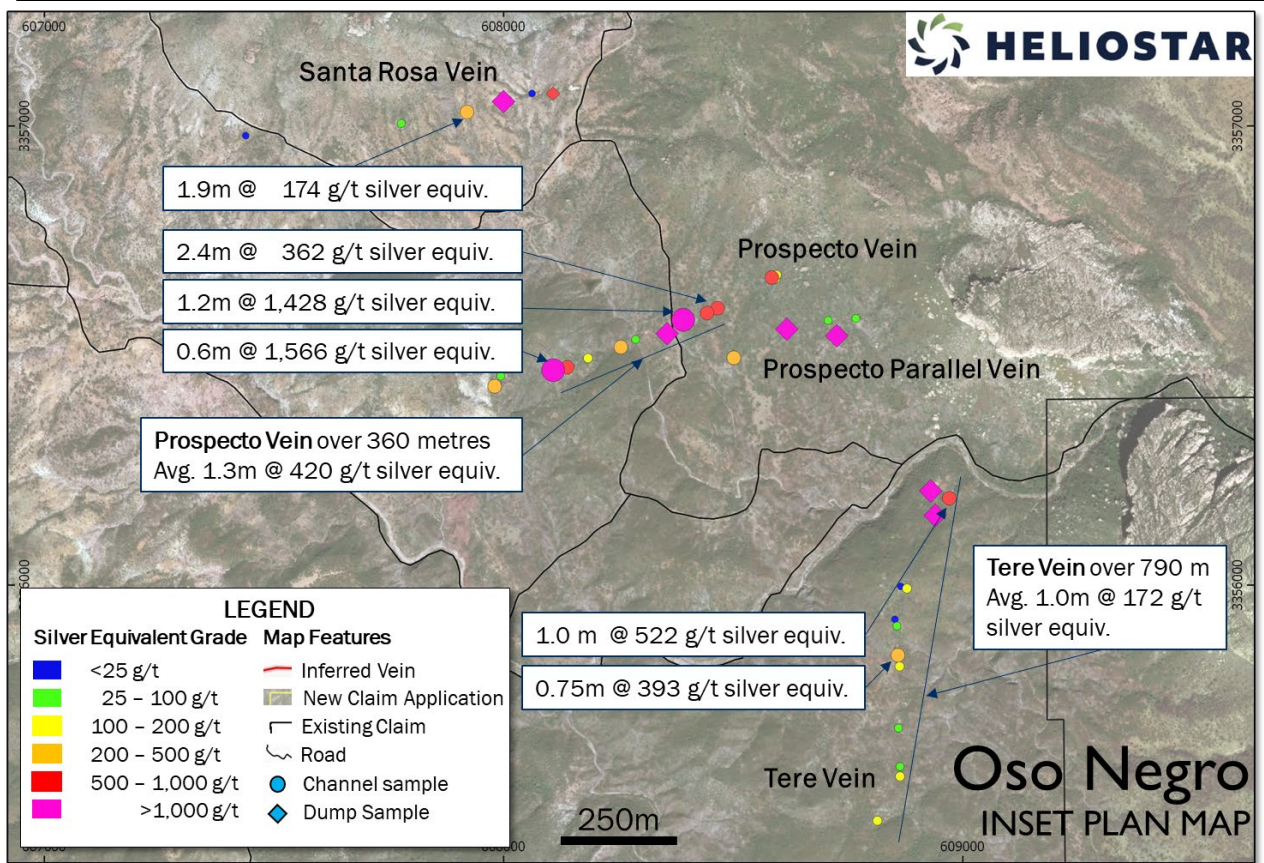 607000
608000
HELIOSTAR
Santa Rosa Vein
3357000
3357000
1.9m @ 174 g/t silver equiv.
2.4m @ 362 g/t silver equiv.
Prospecto Vein
1.2m @ 1,428 g/t silver equiv.
0.6m @ 1,566 g/t silver equiv.
Prospecto Parallel Vein
Prospecto Vein over 360 metres
Avg. 1.3m @ 420 g/t silver equiv.
Tere Vein over 790 m
Avg. 1.0m @ 172 g/t
silver equiv.
3356000
1.0 m @ 522 g/t silver equiv.
0.75m @ 393 g/t silver equiv.
LEGEND
Silver Equivalent Grade Map Features
<25 g/t Inferred Vein
25 – 100 g/t New Claim Application
100 – 200 g/t Existing Claim
200 – 500 g/t Road
500 – 1,000 g/t Channel sample
>1,000 g/t Dump Sample
Tere Vein
250m
Oso Negro
INSET PLAN MAP
609000